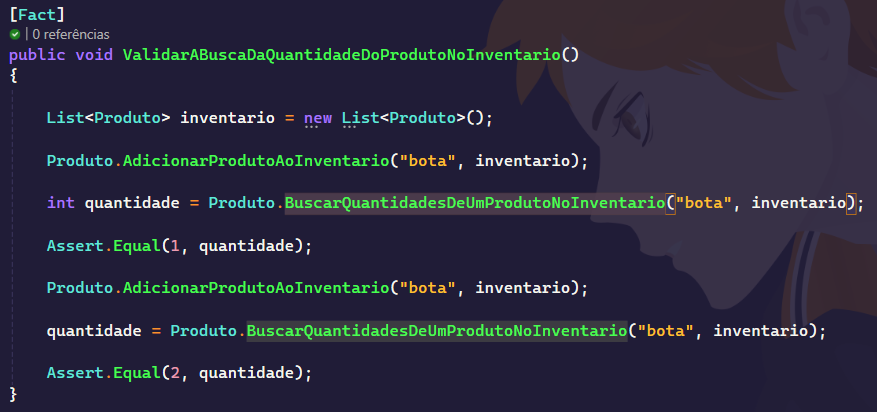 [Fact]
| 0 referências
public void ValidarABuscaDaQuantidadeDoProdutoNoInventario()
{
List<Produto> inventario = new List<Produto>();
Produto.AdicionarProdutoAoInventario("bota", inventario);
int quantidade = Produto.BuscarQuantidadesDeUmProdutoNoInventario("bota", inventario);
Assert.Equal(1, quantidade);
Produto.AdicionarProdutoAoInventario("bota", inventario);
quantidade = Produto.BuscarQuantidadesDeUmProdutoNoInventario("bota", inventario);
Assert.Equal(2, quantidade);
}